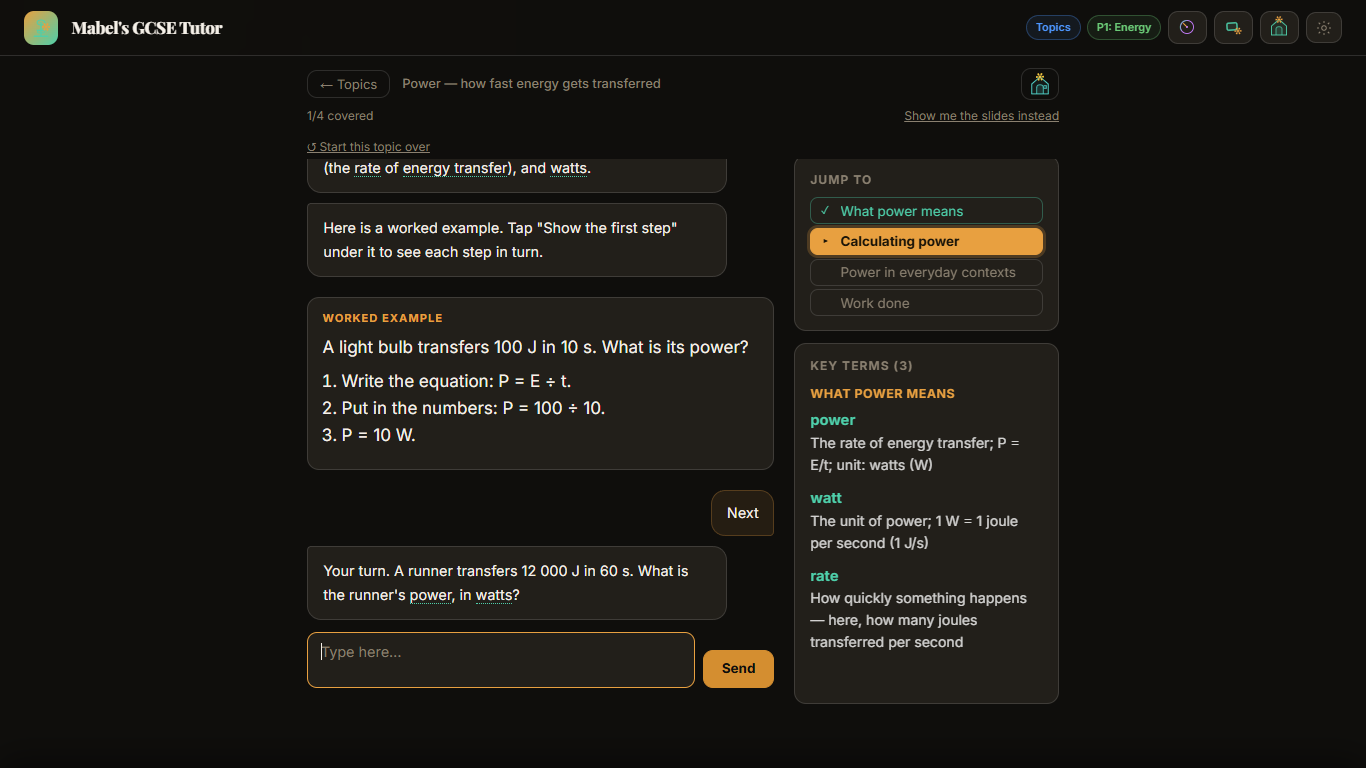 Mabel's GCSE Tutor
Topics
P1: Energy
← Topics
Power — how fast energy gets transferred
1/4 covered
Show me the slides instead
↺ Start this topic over
(the rate of energy transfer), and watts.
Here is a worked example. Tap "Show the first step"
under it to see each step in turn.
WORKED EXAMPLE
A light bulb transfers 100 J in 10 s. What is its power?
1. Write the equation: P = E ÷ t.
2. Put in the numbers: P = 100 ÷ 10.
3. P = 10 W.
Next
Your turn. A runner transfers 12 000 J in 60 s. What is
the runner's power, in watts?
Type here...
Send
JUMP TO
✓ What power means
▸ Calculating power
Power in everyday contexts
Work done
KEY TERMS (3)
WHAT POWER MEANS
power
The rate of energy transfer; P =
E/t; unit: watts (W)
watt
The unit of power; 1 W = 1 joule
per second (1 J/s)
rate
How quickly something happens
— here, how many joules
transferred per second